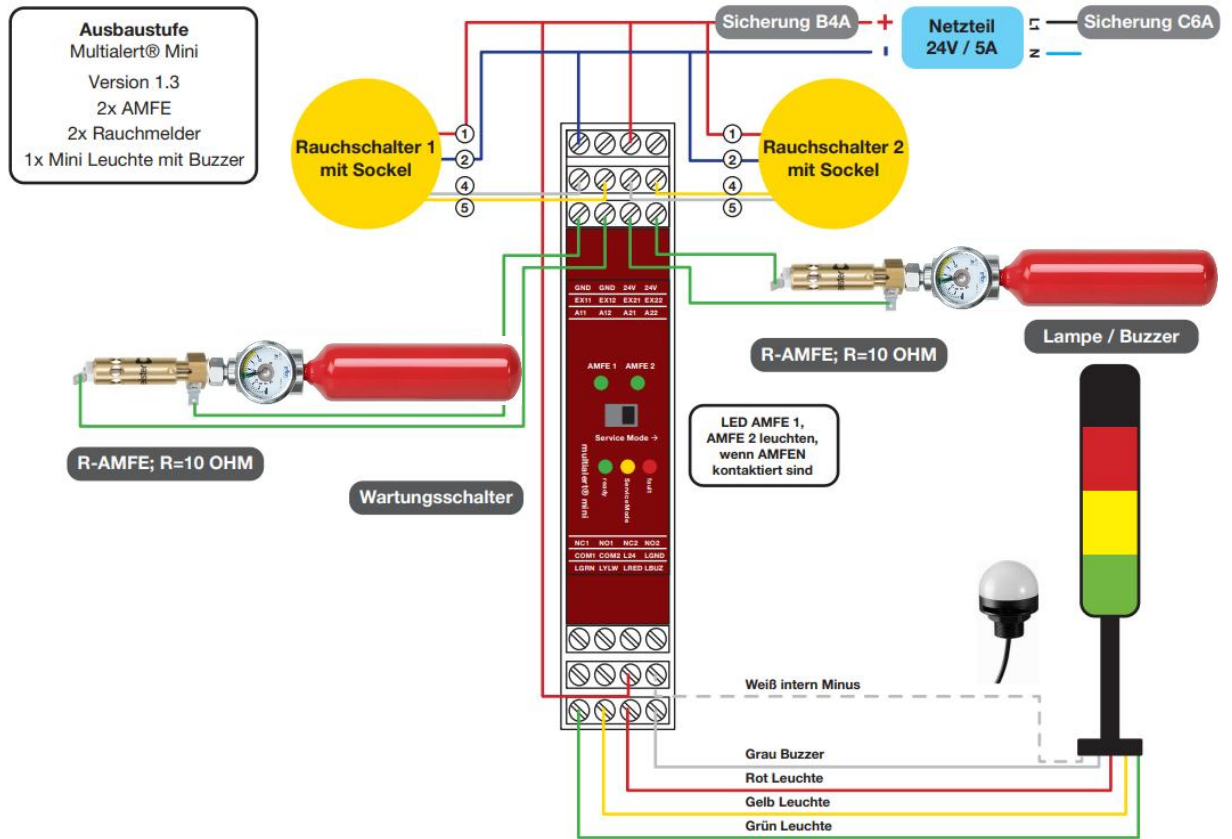 Ausbaustufe
Multialert® Mini
Version 1.3
2x AMFE
2x Rauchmelder
1x Mini Leuchte mit Buzzer
Sicherung B4A
+
-
Netzteil
24V / 5A
L1
N
Sicherung C6A
Rauchschalter 1
mit Sockel
1
2
4
5
1
2
4
5
Rauchschalter 2
mit Sockel
GND GND 24V 24V
EX11 EX12 EX21 EX22
A11 A12 A21 A22
AMFE 1 AMFE 2
Service Mode →
multialert® mini
ready
ServiceMode
fault
NC1 NO1 NC2 NO2
COM1 COM2 L24 LGND
LGRN LYLW LRED LBUZ
R-AMFE; R=10 OHM
Lampe / Buzzer
R-AMFE; R=10 OHM
Wartungsschalter
LED AMFE 1,
AMFE 2 leuchten,
wenn AMFEN
kontaktiert sind
Weiß intern Minus
Grau Buzzer
Rot Leuchte
Gelb Leuchte
Grün Leuchte